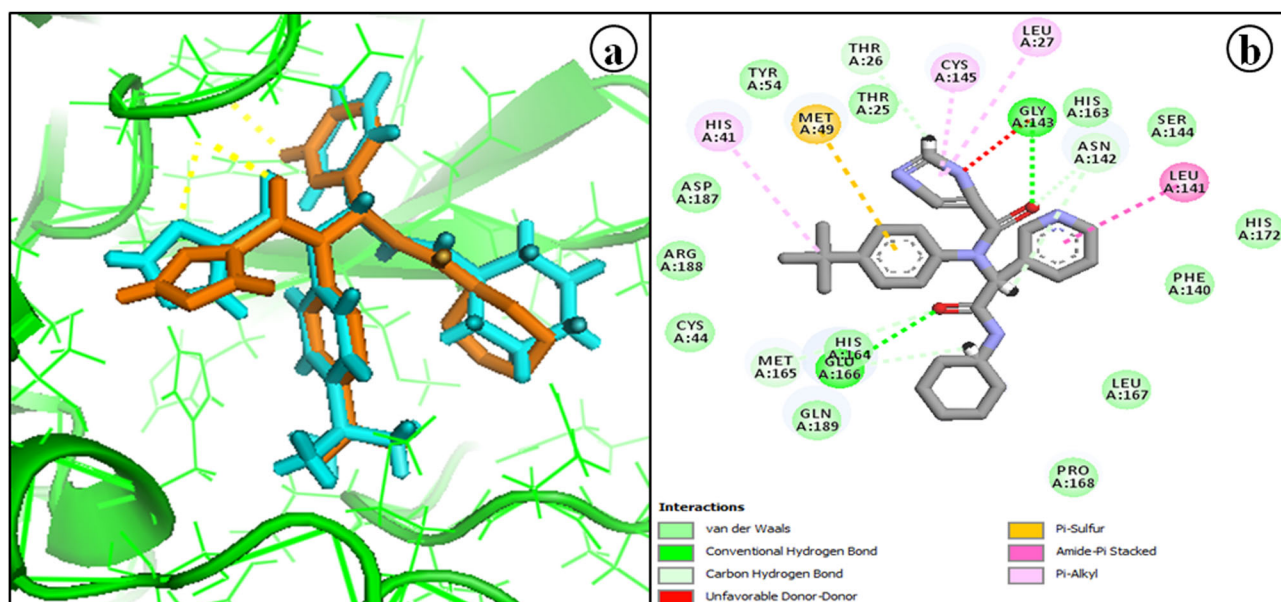 a
b
LEU
A:27
THR
A:26
CYS
A:145
TYR
A:54
THR
A:25
HIS
A:163
GLY
A:143
SER
A:144
HIS
A:41
MET
A:49
ASN
A:142
LEU
A:141
ASP
A:187
HIS
A:172
ARG
A:188
PHE
A:140
CYS
A:44
HIS
A:164
MET
A:165
GLU
A:166
LEU
A:167
GLN
A:189
PRO
A:168
Interactions
van der Waals
Conventional Hydrogen Bond
Carbon Hydrogen Bond
Unfavorable Donor-Donor
Pi-Sulfur
Amide-Pi Stacked
Pi-Alkyl